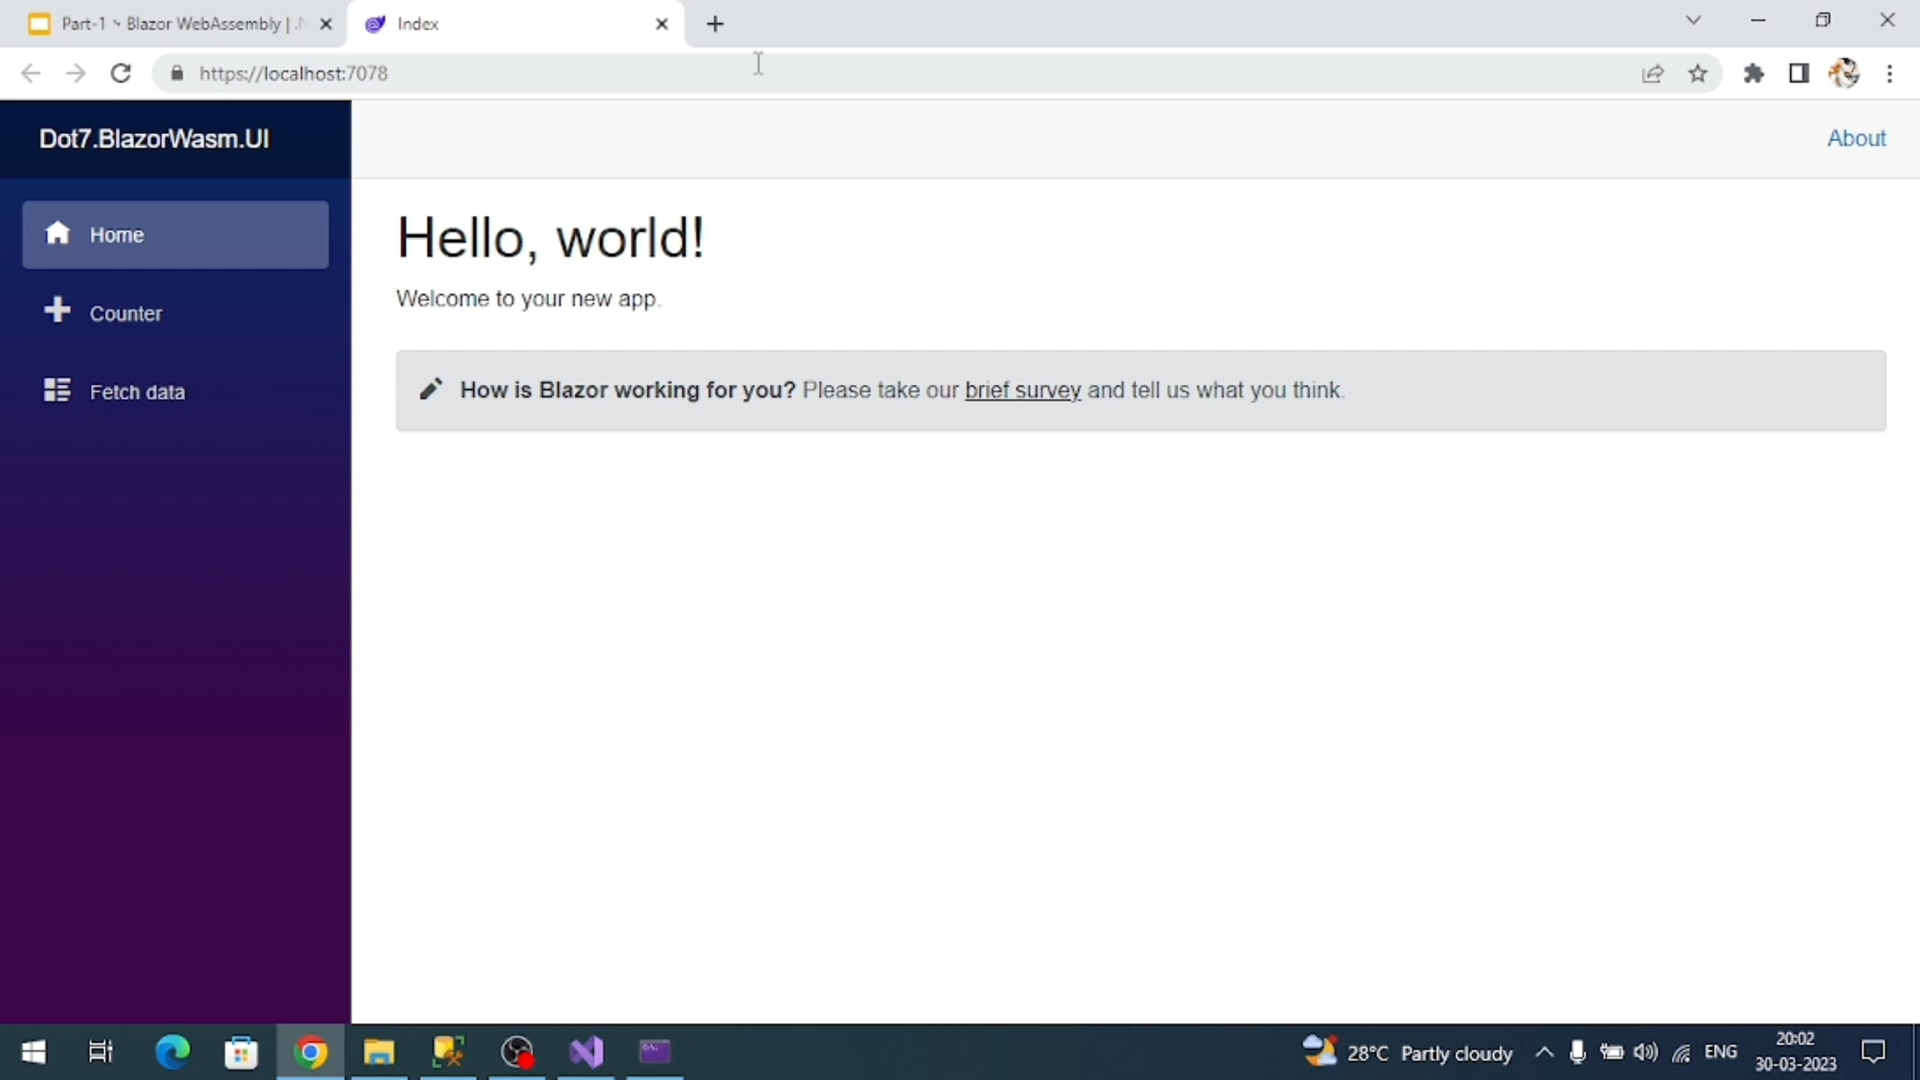 Part-1 ~ Blazor WebAssembly | .N
Index
https://localhost:7078
Dot7.BlazorWasm.UI
About
Home
Hello, world!
Counter
Welcome to your new app.
Fetch data
How is Blazor working for you? Please take our brief survey and tell us what you think.
28°C Partly cloudy
ENG
20:02
30-03-2023